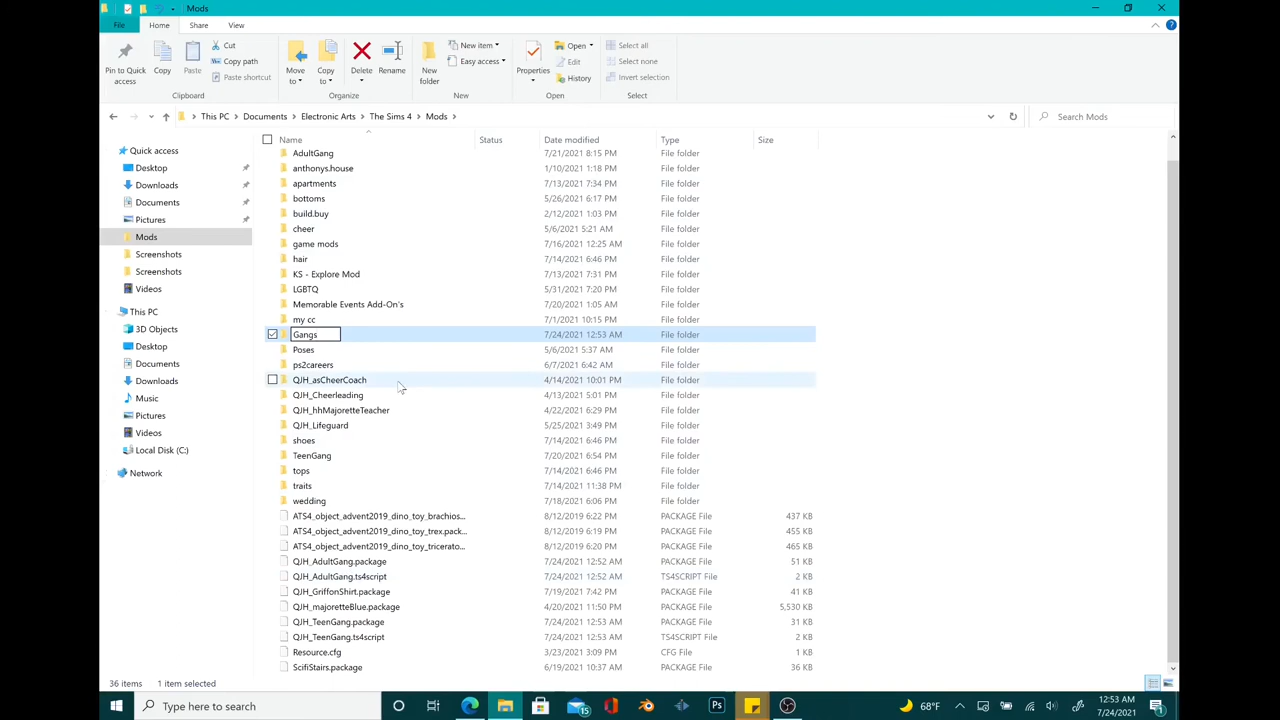 Mods
File Home Share View
Pin to Quick access
Copy
Paste
Cut
Copy path
Paste shortcut
Move to
Copy to
Delete
Rename
New folder
New item
Easy access
Properties
Open
Edit
History
Select all
Select none
Invert selection
Clipboard Organize New Open Select
This PC > Documents > Electronic Arts > The Sims 4 > Mods >
Search Mods
Name Status Date modified Type Size
Quick access
Desktop
Downloads
Documents
Pictures
Mods
Screenshots
Screenshots
Videos
This PC
3D Objects
Desktop
Documents
Downloads
Music
Pictures
Videos
Local Disk (C:)
Network
AdultGang 7/21/2021 8:15 PM File folder
anthonys.house 1/10/2021 1:18 PM File folder
apartments 7/13/2021 7:34 PM File folder
bottoms 5/26/2021 6:17 PM File folder
build.buy 2/12/2021 1:03 PM File folder
cheer 5/6/2021 5:21 AM File folder
game mods 7/16/2021 12:25 AM File folder
hair 7/14/2021 6:46 PM File folder
KS - Explore Mod 7/13/2021 7:31 PM File folder
LGBTQ 5/31/2021 7:20 PM File folder
Memorable Events Add-On's 7/20/2021 1:05 AM File folder
my cc 7/1/2021 10:15 PM File folder
Gangs 7/24/2021 12:53 AM File folder
Poses 5/6/2021 5:37 AM File folder
ps2careers 6/7/2021 6:42 AM File folder
QJH_asCheerCoach 4/14/2021 10:01 PM File folder
QJH_Cheerleading 4/13/2021 5:01 PM File folder
QJH_hhMajoretteTeacher 4/22/2021 6:29 PM File folder
QJH_Lifeguard 5/25/2021 3:49 PM File folder
shoes 7/14/2021 6:46 PM File folder
TeenGang 7/20/2021 6:54 PM File folder
tops 7/14/2021 6:46 PM File folder
traits 7/14/2021 11:38 PM File folder
wedding 7/18/2021 6:06 PM File folder
ATS4_object_advent2019_dino_toy_brachios... 8/12/2019 6:22 PM PACKAGE File 437 KB
ATS4_object_advent2019_dino_toy_trex.pack... 8/12/2019 6:19 PM PACKAGE File 455 KB
ATS4_object_advent2019_dino_toy_tricerato... 8/12/2019 6:20 PM PACKAGE File 465 KB
QJH_AdultGang.package 7/24/2021 12:52 AM PACKAGE File 51 KB
QJH_AdultGang.ts4script 7/24/2021 12:52 AM TS4SCRIPT File 2 KB
QJH_GriffonShirt.package 7/19/2021 7:42 PM PACKAGE File 41 KB
QJH_majoretteBlue.package 4/20/2021 11:50 PM PACKAGE File 5,530 KB
QJH_TeenGang.package 7/24/2021 12:53 AM PACKAGE File 31 KB
QJH_TeenGang.ts4script 7/24/2021 12:53 AM TS4SCRIPT File 2 KB
Resource.cfg 3/23/2021 3:09 PM CFG File 1 KB
ScifiStairs.package 6/19/2021 10:37 AM PACKAGE File 36 KB
36 items 1 item selected
Type here to search
15
Ps
68°F
12:53 AM
7/24/2021
1